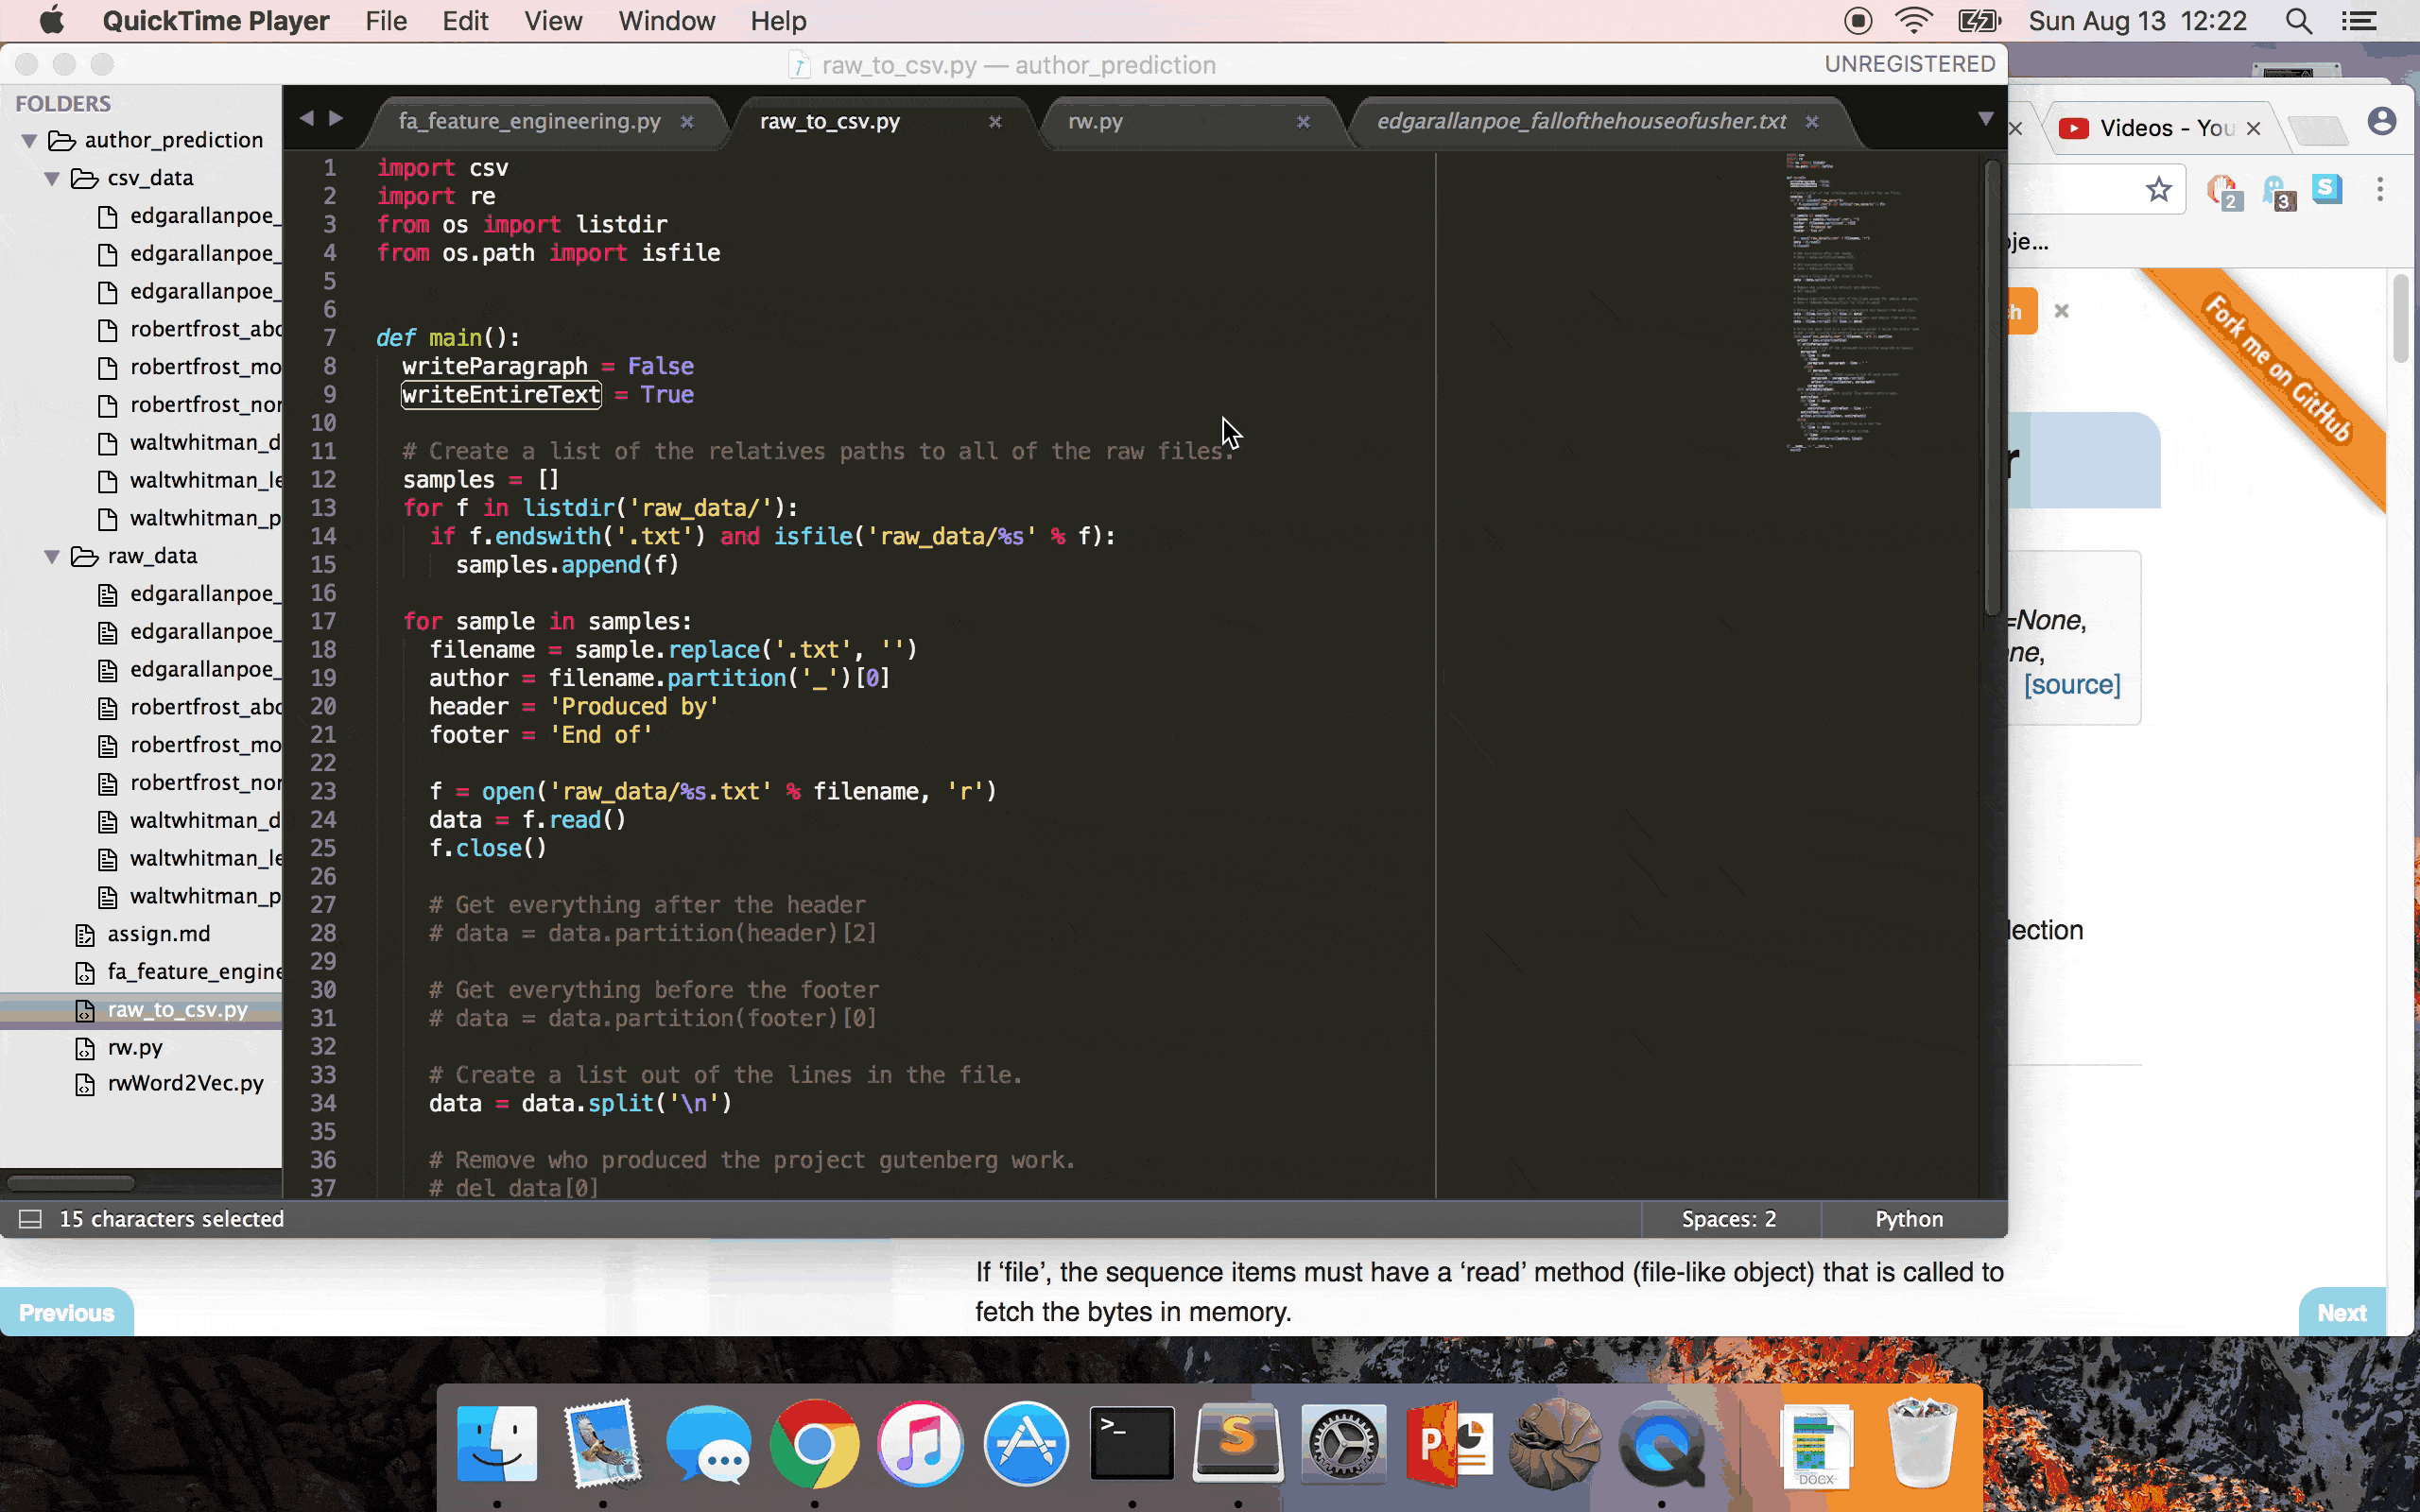 QuickTime Player File Edit View Window Help Sun Aug 13 12:22
raw_to_csv.py — author_prediction UNREGISTERED
FOLDERS
author_prediction
csv_data
edgarallanpoe_
edgarallanpoe_
edgarallanpoe_
robertfrost_abo
robertfrost_mo
robertfrost_nor
waltwhitman_d
waltwhitman_le
waltwhitman_p
raw_data
edgarallanpoe_
edgarallanpoe_
edgarallanpoe_
robertfrost_abo
robertfrost_mo
robertfrost_nor
waltwhitman_d
waltwhitman_le
waltwhitman_p
assign.md
fa_feature_engine
raw_to_csv.py
rw.py
rwWord2Vec.py
fa_feature_engineering.py raw_to_csv.py rw.py edgarallanpoe_fallofthehouseofusher.txt
1 import csv
2 import re
3 from os import listdir
4 from os.path import isfile
5
6
7 def main():
8 writeParagraph = False
9 writeEntireText = True
10
11 # Create a list of the relatives paths to all of the raw files.
12 samples = []
13 for f in listdir('raw_data/'):
14 if f.endswith('.txt') and isfile('raw_data/%s' % f):
15 samples.append(f)
16
17 for sample in samples:
18 filename = sample.replace('.txt', '')
19 author = filename.partition('_')[0]
20 header = 'Produced by'
21 footer = 'End of'
22
23 f = open('raw_data/%s.txt' % filename, 'r')
24 data = f.read()
25 f.close()
26
27 # Get everything after the header
28 # data = data.partition(header)[2]
29
30 # Get everything before the footer
31 # data = data.partition(footer)[0]
32
33 # Create a list out of the lines in the file.
34 data = data.split('\n')
35
36 # Remove who produced the project gutenberg work.
37 # del data[0]
15 characters selected Spaces: 2 Python
Videos - You
2 3 S
oje...
h
Fork me on GitHub
r
=None,
ne,
[source]
lection
If ‘file’, the sequence items must have a ‘read’ method (file-like object) that is called to
fetch the bytes in memory.
Previous Next
DOCX